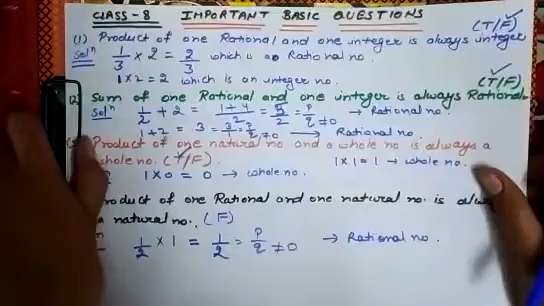 CLASS-8 IMPORTANT BASIC QUESTIONS
(T/F)
(1) Product of one Rational and one integer is always integer
Solⁿ 1/3 × 2 = 2/3 which is a Rational no.
1×2 = 2 which is an integer no.
(T/F)
Sum of one Rational and one integer is always Rational
Solⁿ 1/2 + 2 = 1+4/2 = 5/2 = p/q → Rational no.
1+2 = 3 = 3/1 = p/q ≠0 → Rational no.
Product of one natural no. and a whole no. is always a
whole no. (T/F). 1×1=1 → whole no.
1×0 = 0 → whole no.
roduct of one Rational and one natural no. is alw
a natural no. (F)
1/2 × 1 = 1/2 = p/q ≠0 → Rational no.